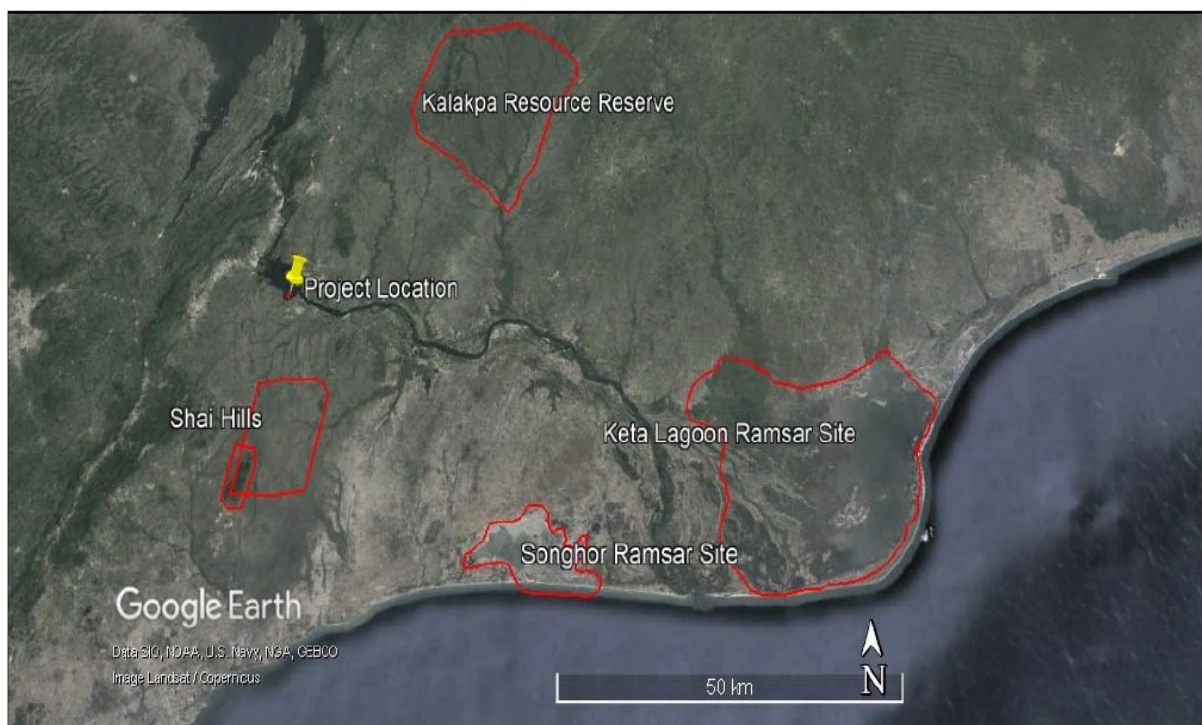 Kalakpa Resource Reserve
Project Location
Shai Hills
Keta Lagoon Ramsar Site
Songhor Ramsar Site
Google Earth
Data SIO, NOAA, U.S. Navy, NGA, GEBCO
Image Landsat / Copernicus
50 km
N